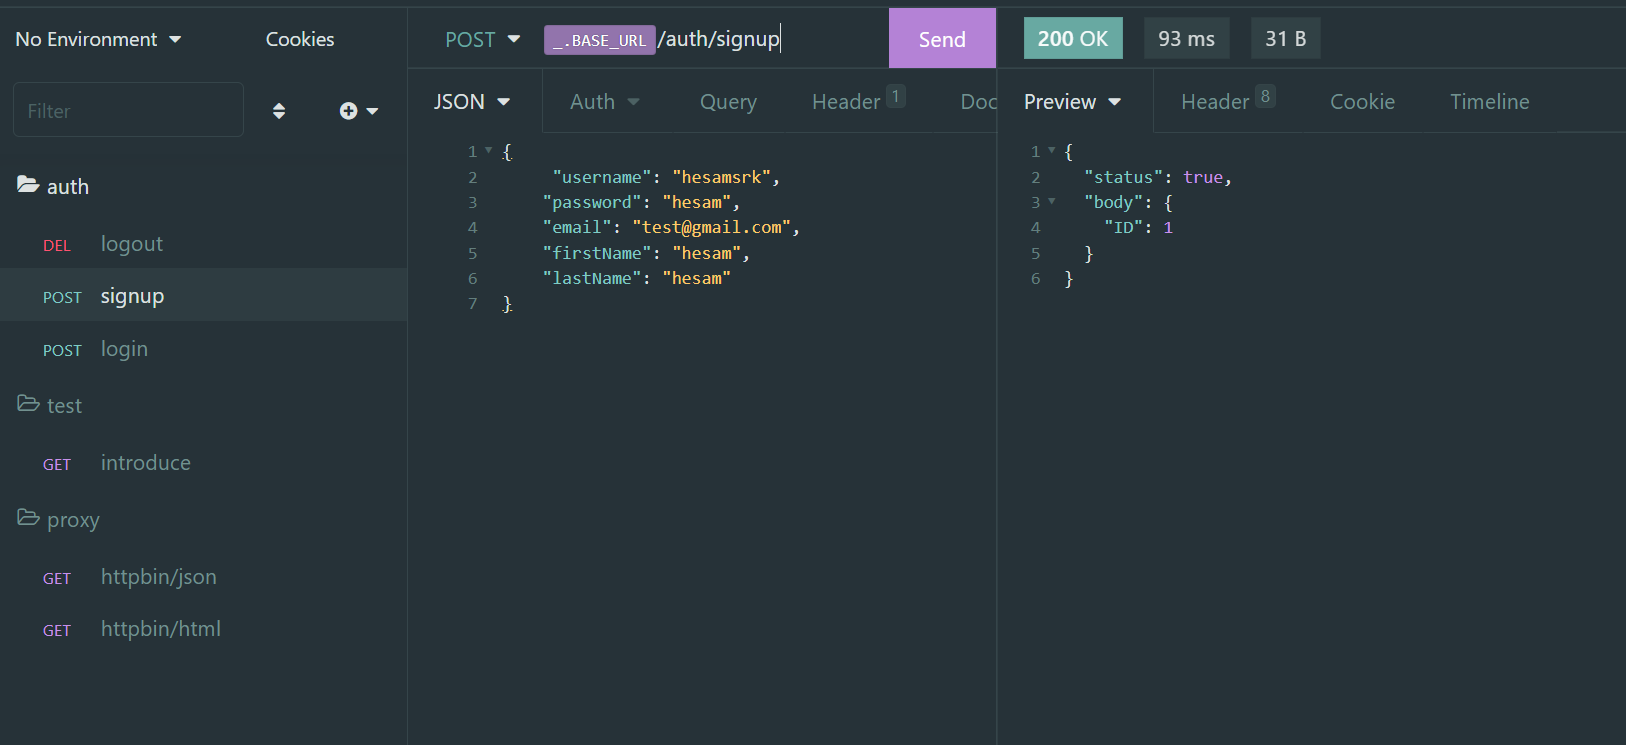 No Environment
Cookies
Filter
auth
DEL logout
POST signup
POST login
test
GET introduce
proxy
GET httpbin/json
GET httpbin/html
POST _.BASE_URL/auth/signup
Send
JSON Auth Query Header 1 Doc
1 {
2 "username": "hesamsrk",
3 "password": "hesam",
4 "email": "test@gmail.com",
5 "firstName": "hesam",
6 "lastName": "hesam"
7 }
200 OK 93 ms 31 B
Preview Header 8 Cookie Timeline
1 {
2 "status": true,
3 "body": {
4 "ID": 1
5 }
6 }